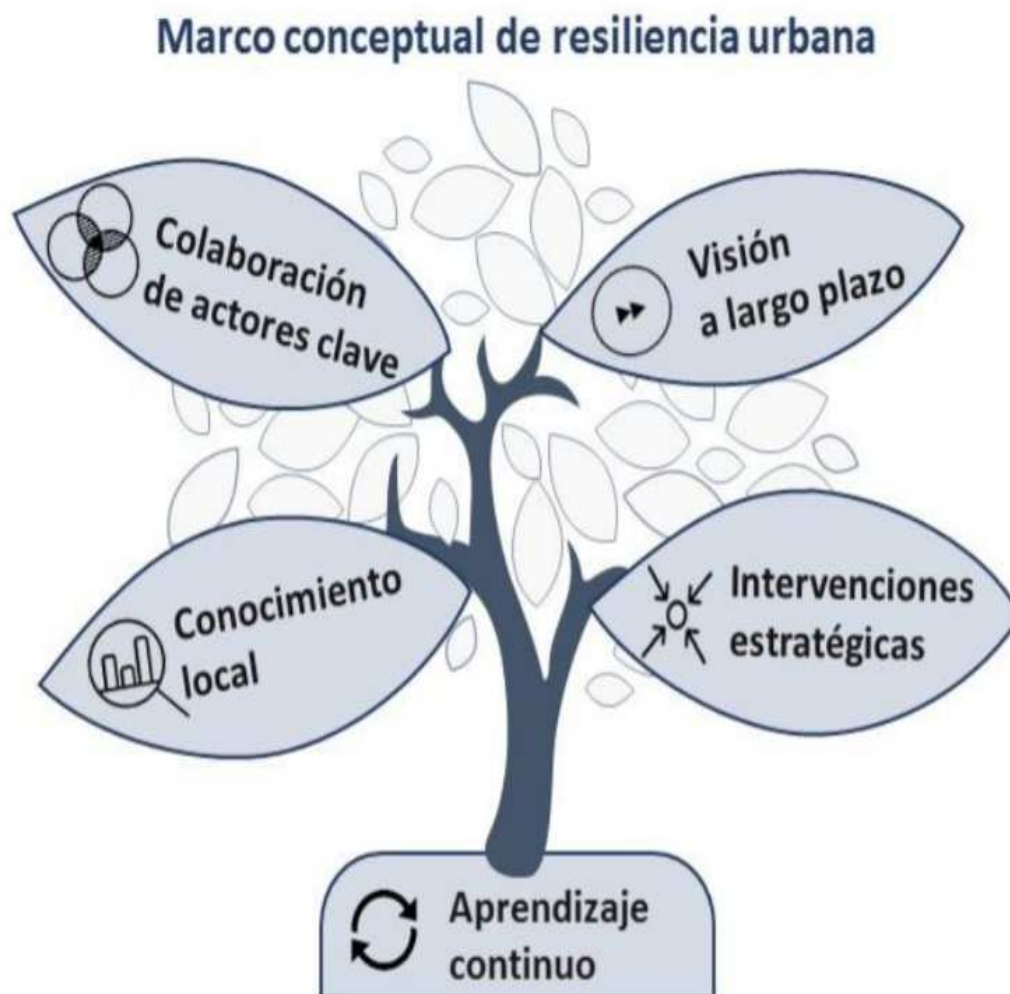 Marco conceptual de resiliencia urbana
Colaboración
de actores clave
Visión
a largo plazo
Conocimiento
local
Intervenciones
estratégicas
Aprendizaje
continuo